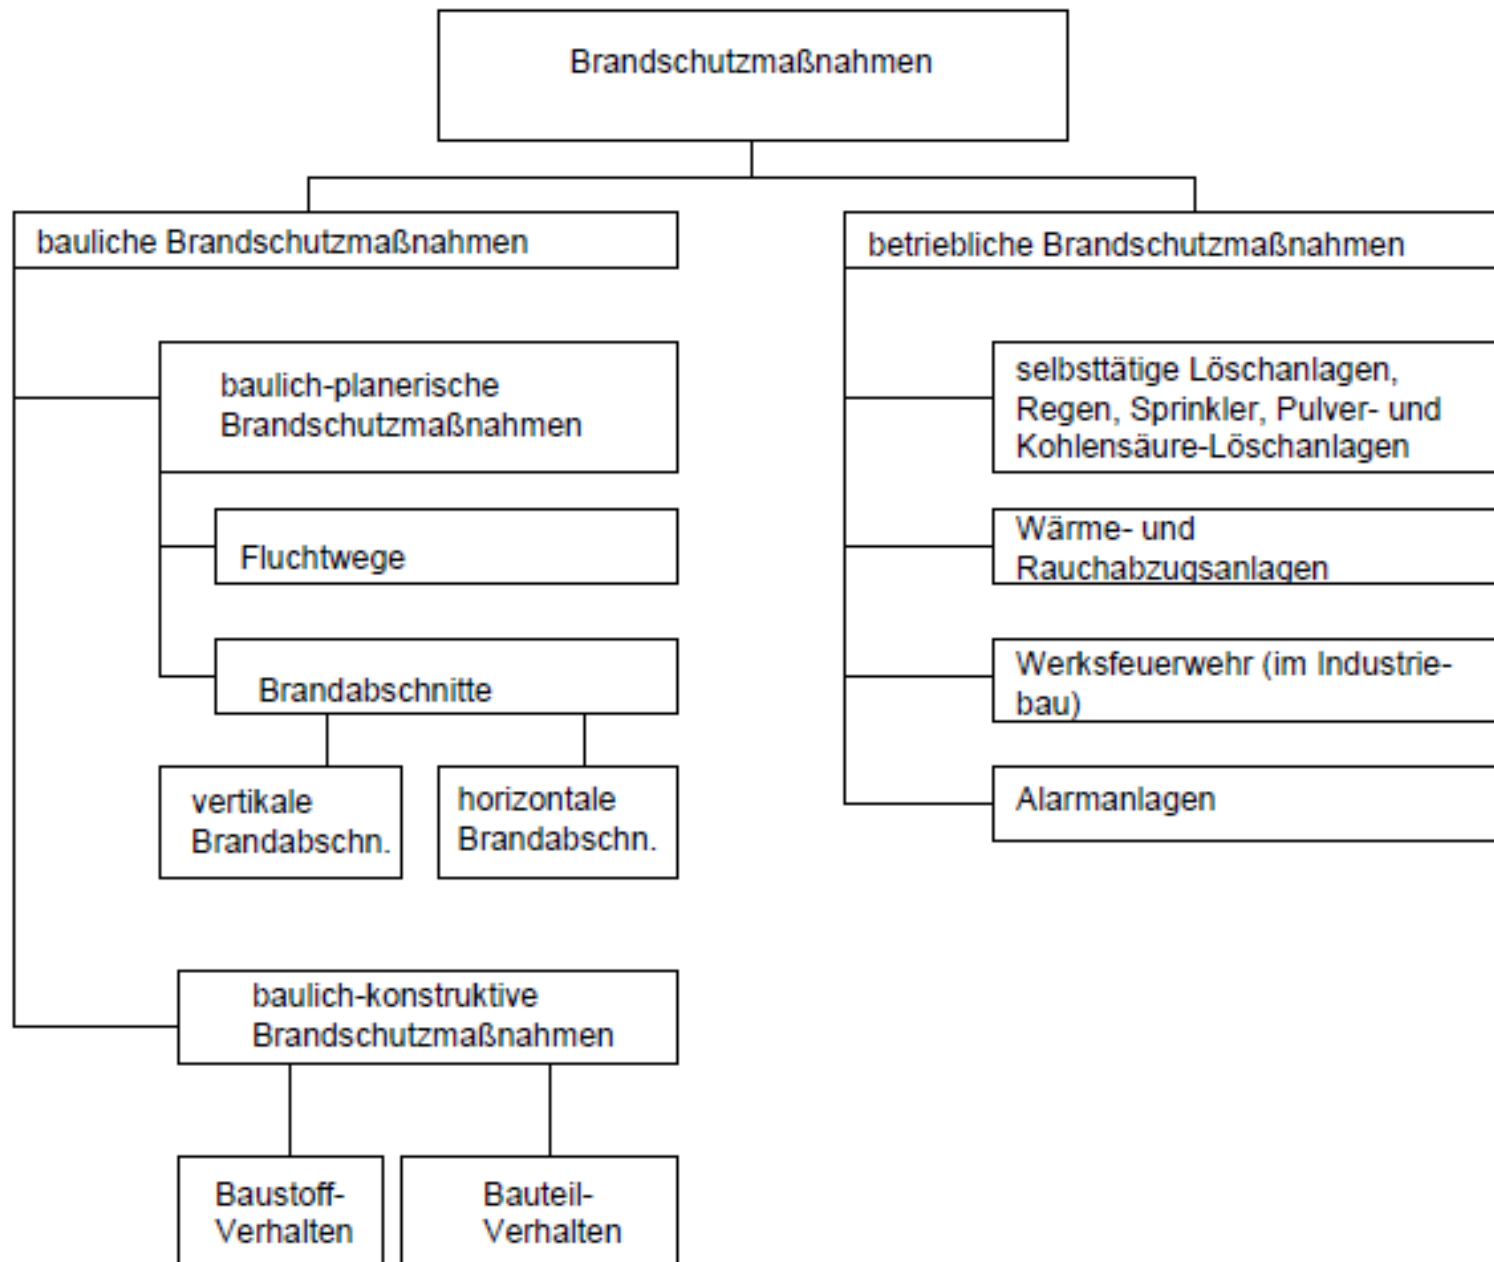 Brandschutzmaßnahmen
bauliche Brandschutzmaßnahmen
baulich-planerische
Brandschutzmaßnahmen
Fluchtwege
Brandabschnitte
vertikale
Brandabschn.
horizontale
Brandabschn.
baulich-konstruktive
Brandschutzmaßnahmen
Baustoff-
Verhalten
Bauteil-
Verhalten
betriebliche Brandschutzmaßnahmen
selbsttätige Löschanlagen,
Regen, Sprinkler, Pulver- und
Kohlensäure-Löschanlagen
Wärme- und
Rauchabzugsanlagen
Werksfeuerwehr (im Industrie-
bau)
Alarmanlagen